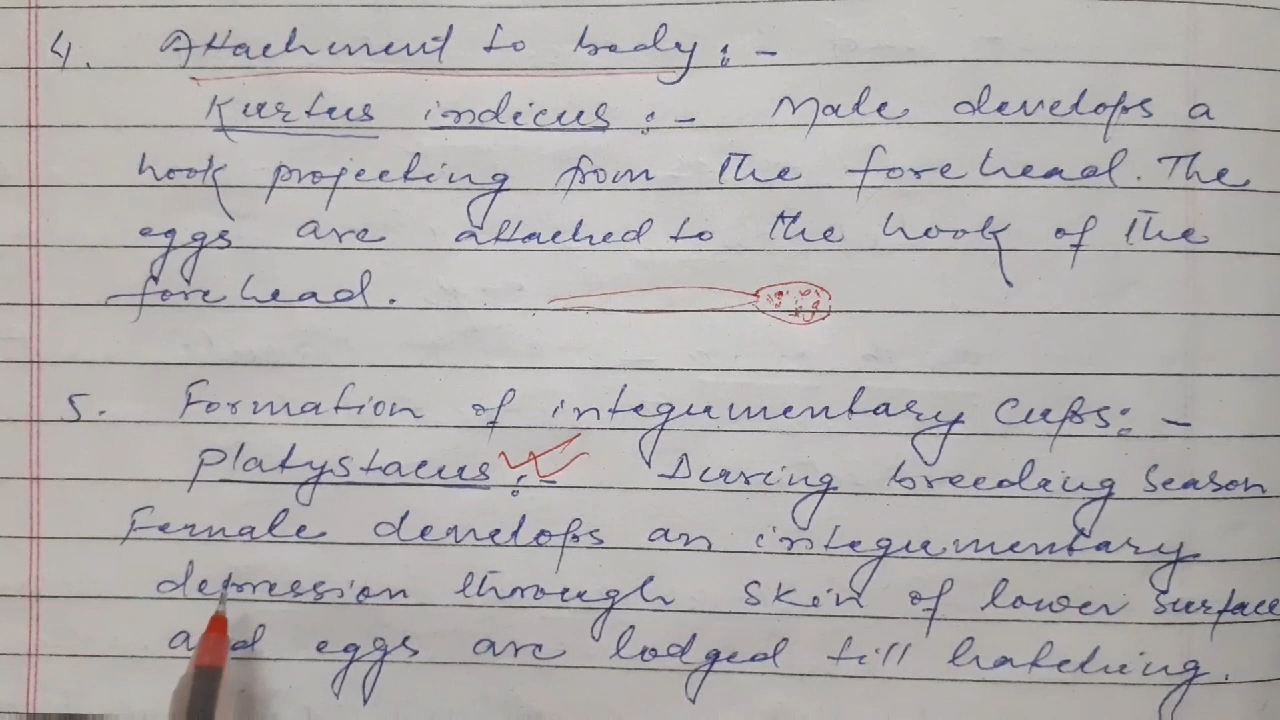 4. Attachment to body:-
Kurtus indicus:- Male develops a
hook projecting from the forehead. The
eggs are attached to the hook of the
forehead.
5. Formation of integumentary Cups:-
Platystacus:- During breeding season
Female develops an integumentary
depression through skin of lower surface
and eggs are lodged till hatching.